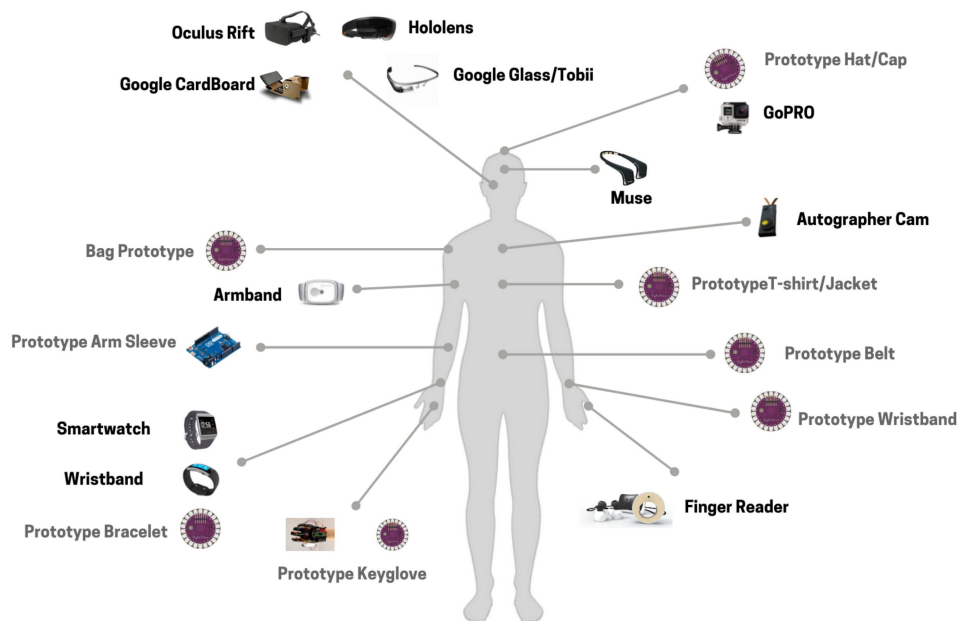 Oculus Rift
Hololens
Google CardBoard
Google Glass/Tobii
Prototype Hat/Cap
GoPRO
Muse
Autographer Cam
Bag Prototype
Armband
PrototypeT-shirt/Jacket
Prototype Arm Sleeve
Prototype Belt
Smartwatch
Prototype Wristband
Wristband
Finger Reader
Prototype Bracelet
Prototype Keyglove